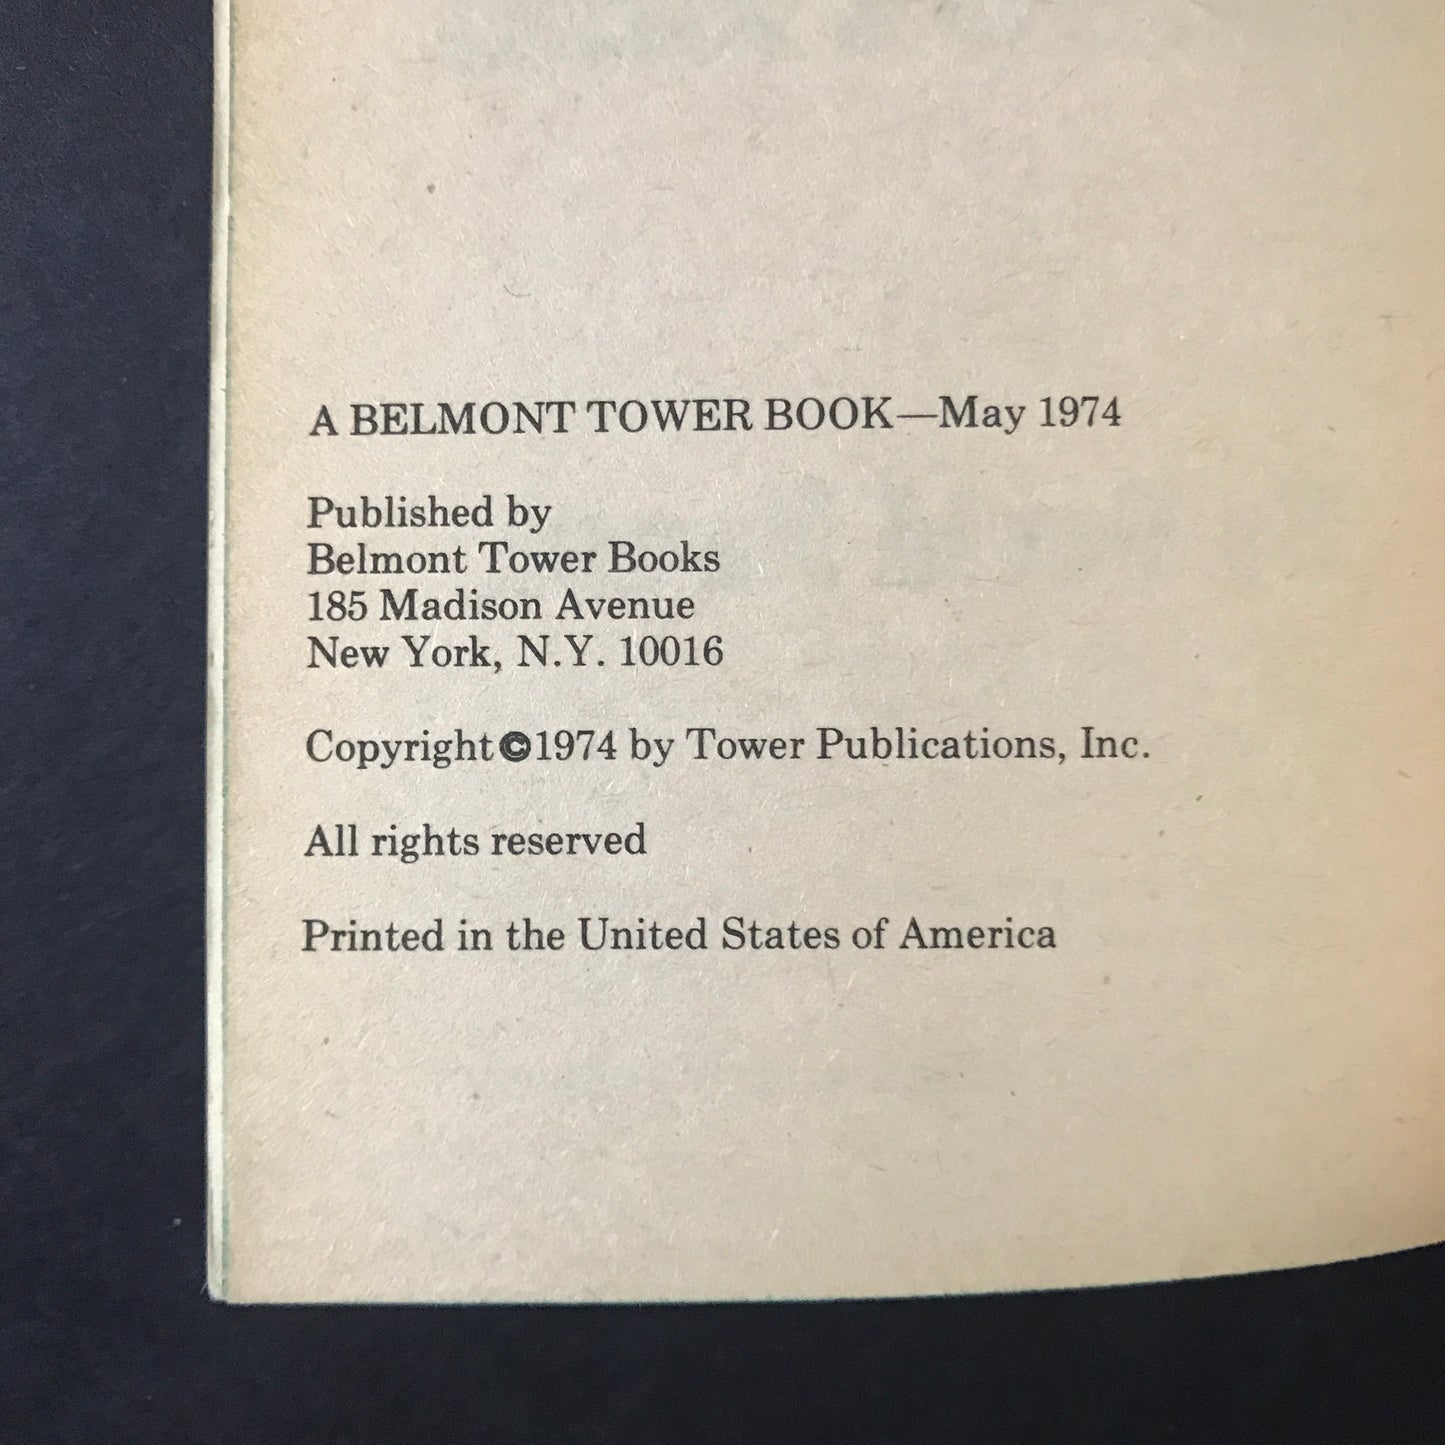 A BELMONT TOWER BOOK—May 1974
Published by
Belmont Tower Books
185 Madison Avenue
New York, N.Y. 10016
Copyright©1974 by Tower Publications, Inc.
All rights reserved
Printed in the United States of America